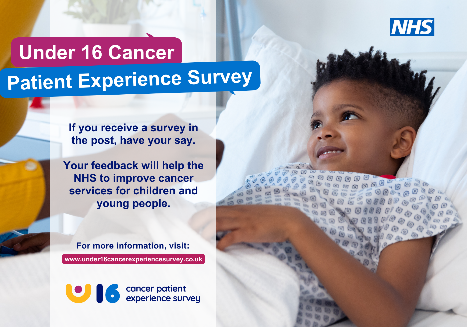 NHS
Under 16 Cancer
Patient Experience Survey
If you receive a survey in
the post, have your say.
Your feedback will help the
NHS to improve cancer
services for children and
young people.
For more information, visit:
www.under16cancerexperiencesurvey.co.uk
U16 cancer patient
experience survey